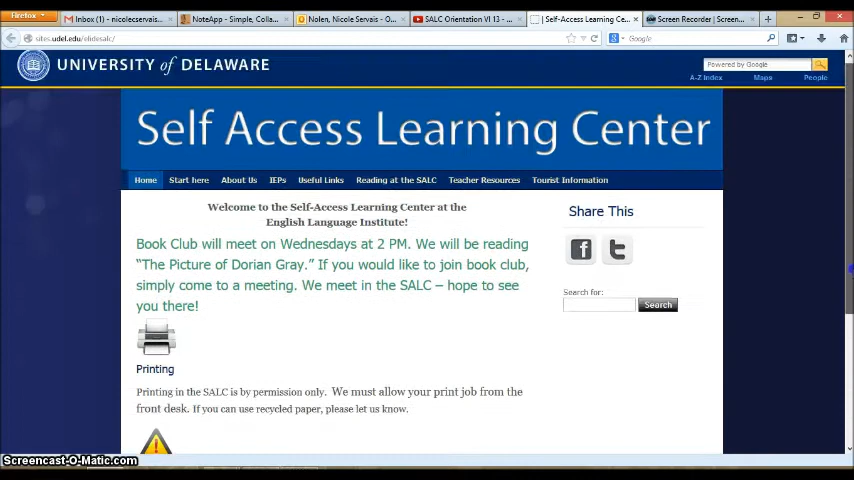 Firefox
Inbox (1) - nicolecservais...
NoteApp - Simple, Colla...
Nolen, Nicole Servais - O...
SALC Orientation VI 13 - ...
| Self-Access Learning Ce...
Screen Recorder | Screen...
sites.udel.edu/elidesalc/
Google
UNIVERSITY of DELAWARE
Powered by Google
A-Z Index Maps People
Self Access Learning Center
Home Start here About Us IEPs Useful Links Reading at the SALC Teacher Resources Tourist Information
Welcome to the Self-Access Learning Center at the
English Language Institute!
Share This
Book Club will meet on Wednesdays at 2 PM. We will be reading
“The Picture of Dorian Gray.” If you would like to join book club,
simply come to a meeting. We meet in the SALC – hope to see
you there!
Search for:
Search
Printing
Printing in the SALC is by permission only. We must allow your print job from the
front desk. If you can use recycled paper, please let us know.
Screencast-O-Matic.com